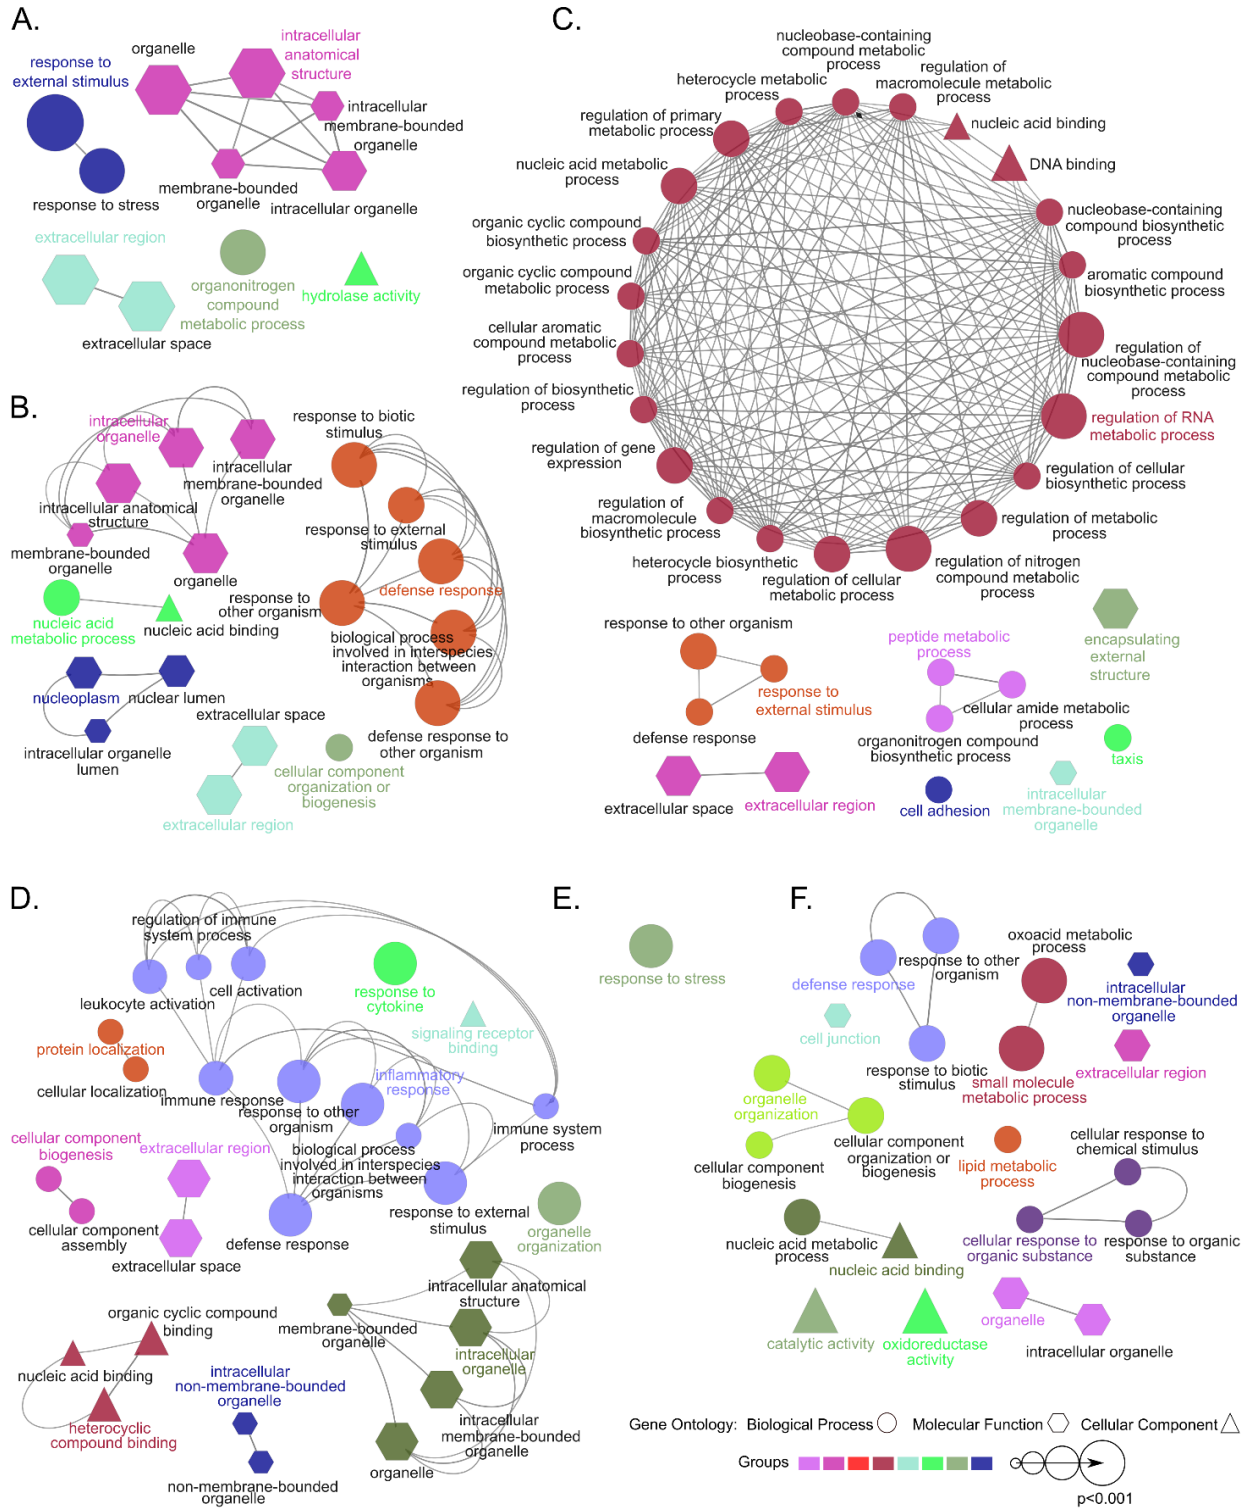 A.
organelle
intracellular
anatomical
structure
response to
external stimulus
intracellular
membrane-bounded
organelle
response to stress
membrane-bounded
organelle
intracellular organelle
extracellular region
organonitrogen
compound
metabolic process
hydrolase activity
extracellular space
B.
intracellular
organelle
intracellular
membrane-bounded
organelle
intracellular anatomical
structure
membrane-bounded
organelle
organelle
response to biotic
stimulus
response to external
stimulus
defense response
response to
other organism
biological process
involved in interspecies
interaction between
organisms
defense response to
other organism
nucleic acid
metabolic process
nucleic acid binding
nucleoplasm
nuclear lumen
intracellular organelle
lumen
extracellular space
extracellular region
cellular component
organization or
biogenesis
C.
nucleobase-containing
compound metabolic
process
regulation of
macromolecule metabolic
process
heterocycle metabolic
process
nucleic acid binding
regulation of primary
metabolic process
DNA binding
nucleic acid metabolic
process
nucleobase-containing
compound biosynthetic
process
organic cyclic compound
biosynthetic process
aromatic compound
biosynthetic process
organic cyclic compound
metabolic process
cellular aromatic
compound metabolic
process
regulation of
nucleobase-containing
compound metabolic
process
regulation of biosynthetic
process
regulation of RNA
metabolic process
regulation of gene
expression
regulation of cellular
biosynthetic process
regulation of
macromolecule
biosynthetic process
regulation of metabolic
process
heterocycle biosynthetic
process
regulation of cellular
metabolic process
regulation of nitrogen
compound metabolic
process
response to other organism
response to
external stimulus
defense response
peptide metabolic
process
cellular amide metabolic
process
organonitrogen compound
biosynthetic process
encapsulating
external
structure
taxis
extracellular space
extracellular region
cell adhesion
intracellular
membrane-bounded
organelle
D.
regulation of immune
system process
leukocyte activation
cell activation
response to
cytokine
signaling receptor
binding
protein localization
cellular localization
immune response
response to other
organism
inflammatory
response
immune system
process
biological process
involved in interspecies
interaction between
organisms
response to external
stimulus
defense response
cellular component
biogenesis
cellular component
assembly
extracellular region
extracellular space
organelle
organization
intracellular anatomical
structure
membrane-bounded
organelle
intracellular
organelle
intracellular
membrane-bounded
organelle
organelle
organic cyclic compound
binding
nucleic acid binding
heterocyclic
compound binding
intracellular
non-membrane-bounded
organelle
non-membrane-bounded
organelle
E.
response to stress
F.
defense response
response to other
organism
response to biotic
stimulus
oxoacid metabolic
process
small molecule
metabolic process
intracellular
non-membrane-bounded
organelle
cell junction
extracellular region
organelle
organization
cellular component
organization or
biogenesis
cellular component
biogenesis
lipid metabolic
process
cellular response to
chemical stimulus
cellular response to
organic substance
response to organic
substance
nucleic acid metabolic
process
nucleic acid binding
catalytic activity
oxidoreductase
activity
organelle
intracellular organelle
Gene Ontology: Biological Process Molecular Function Cellular Component
Groups
p<0.001